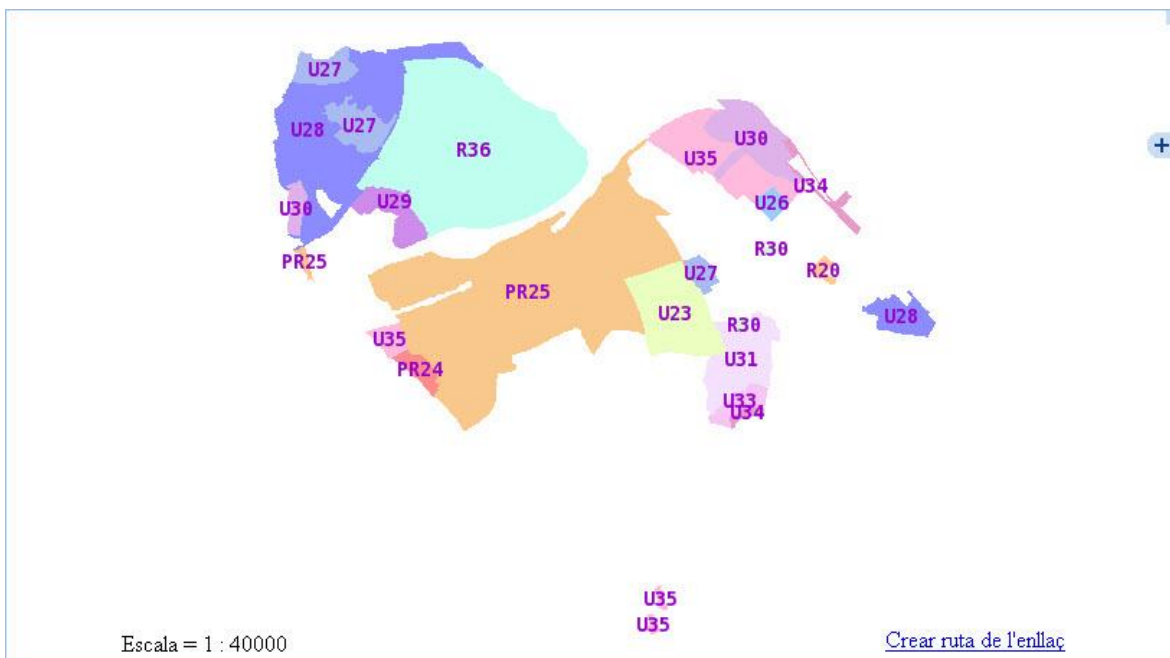 U27
U28
U27
R36
U30
U35
U34
U30
U29
U26
R30
PR25
R20
U27
PR25
U23
R30
U28
U35
U31
PR24
U33
U34
U35
U35
Escala = 1 : 40000
Crear ruta de l'enllaç